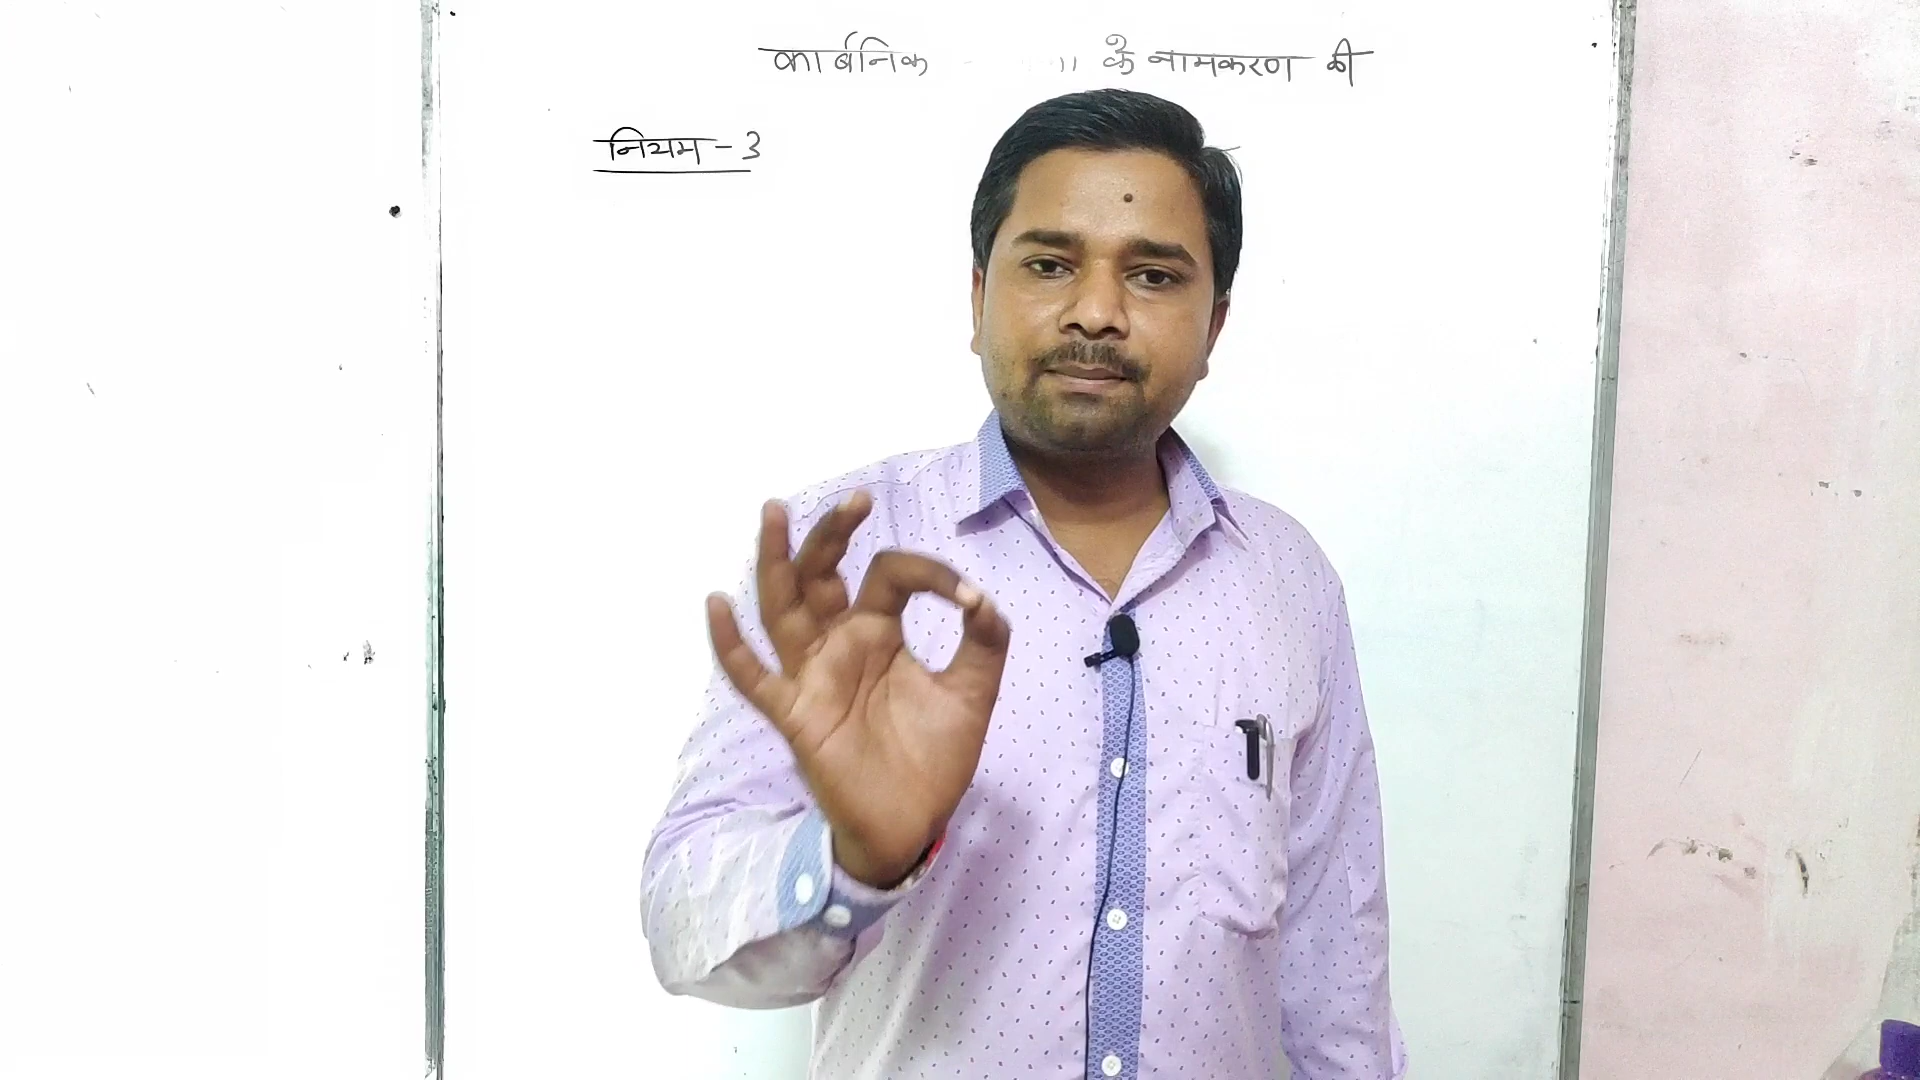 कार्बनिक के नामकरण की
नियम - 3